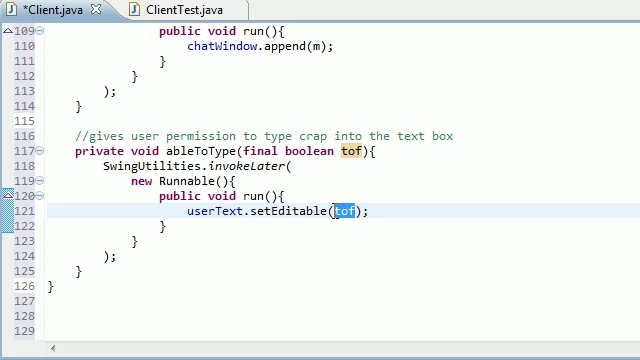 *Client.java ClientTest.java
109 public void run(){
110 chatWindow.append(m);
111 }
112 }
113 );
114 }
115
116 //gives user permission to type crap into the text box
117 private void ableToType(final boolean tof){
118 SwingUtilities.invokeLater(
119 new Runnable(){
120 public void run(){
121 userText.setEditable(tof);
122 }
123 }
124 );
125 }
126 }
127
128
129